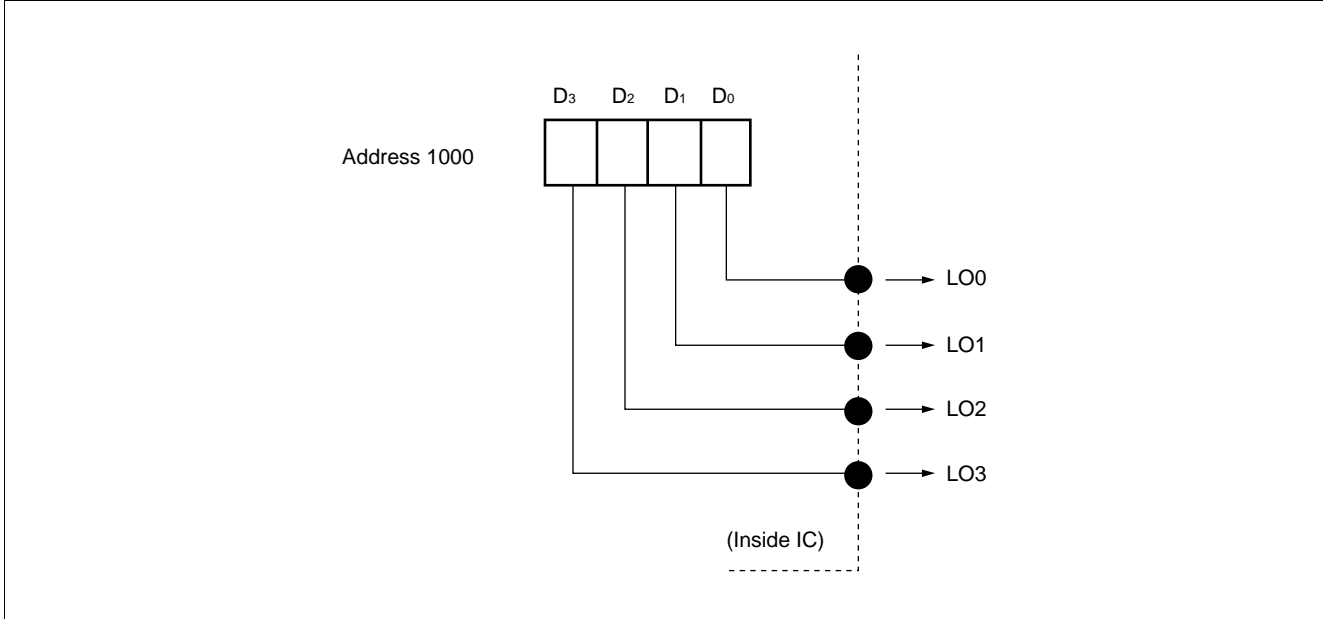 D₃ D₂ D₁ D₀
Address 1000
LO0
LO1
LO2
LO3
(Inside IC)